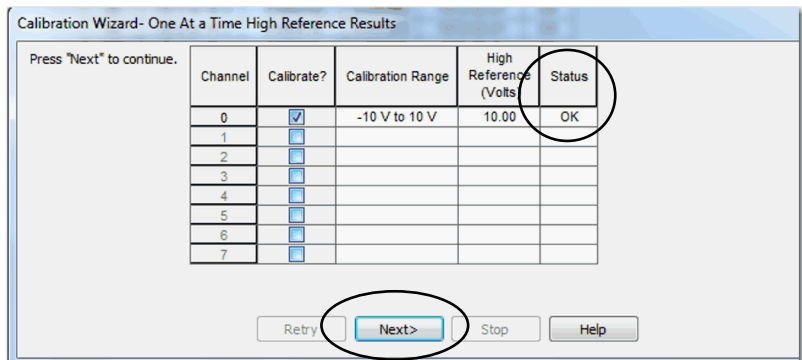 Calibration Wizard- One At a Time High Reference Results
Press "Next" to continue.
Channel Calibrate? Calibration Range High Reference (Volts) Status
0 -10 V to 10 V 10.00 OK
1
2
3
4
5
6
7
Retry Next> Stop Help